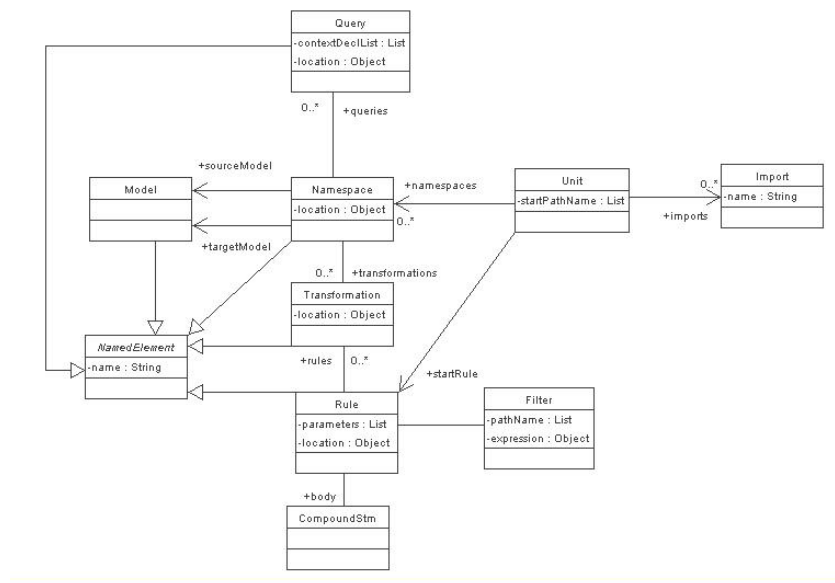 Query
-contextDeclList : List
-location : Object
0..*
+queries
+sourceModel
Model
Namespace
-location : Object
+namespaces
0..*
Unit
-startPathName : List
0..*
+imports
Import
-name : String
+targetModel
0..*
+transformations
Transformation
-location : Object
NamedElement
-name : String
+rules
0..*
+startRule
Rule
-parameters : List
-location : Object
Filter
-pathName : List
-expression : Object
+body
CompoundStm